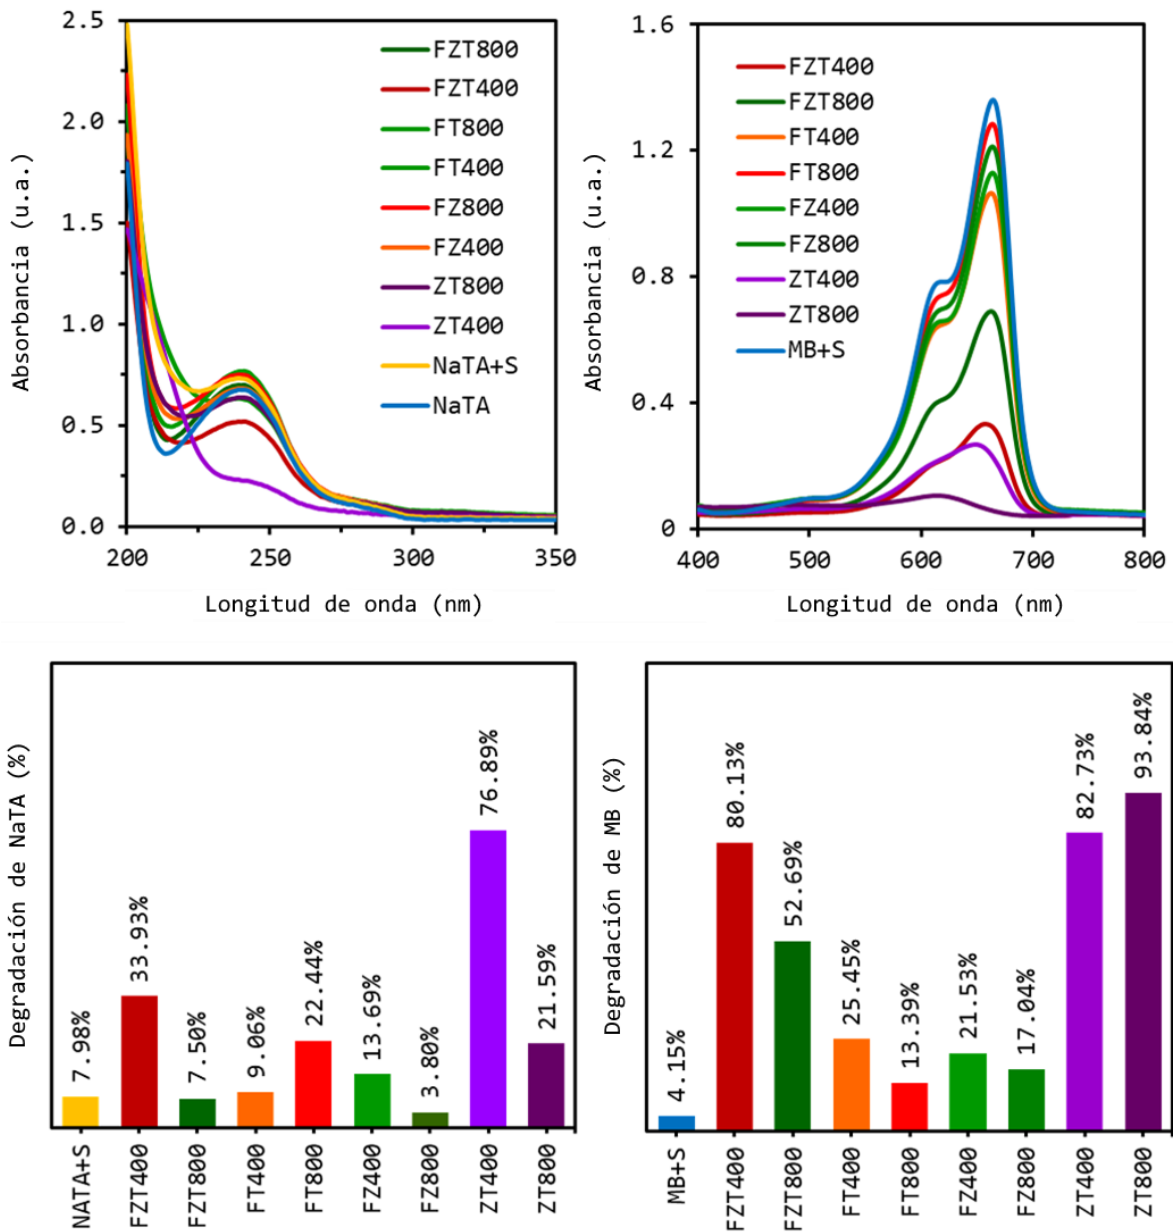 Absorbancia (u.a.)
2.5
2.0
1.5
1.0
0.5
0.0
200
250
300
350
Longitud de onda (nm)
FZT800
FZT400
FT800
FT400
FZ800
FZ400
ZT800
ZT400
NaTA+S
NaTA
Absorbancia (u.a.)
1.6
1.2
0.8
0.4
0
400
500
600
700
800
Longitud de onda (nm)
FZT400
FZT800
FT400
FT800
FZ400
FZ800
ZT400
ZT800
MB+S
Degradación de NaTA (%)
7.98%
33.93%
7.50%
9.06%
22.44%
13.69%
3.80%
76.89%
21.59%
NATA+S
FZT400
FZT800
FT400
FT800
FZ400
FZ800
ZT400
ZT800
Degradación de MB (%)
4.15%
80.13%
52.69%
25.45%
13.39%
21.53%
17.04%
82.73%
93.84%
MB+S
FZT400
FZT800
FT400
FT800
FZ400
FZ800
ZT400
ZT800